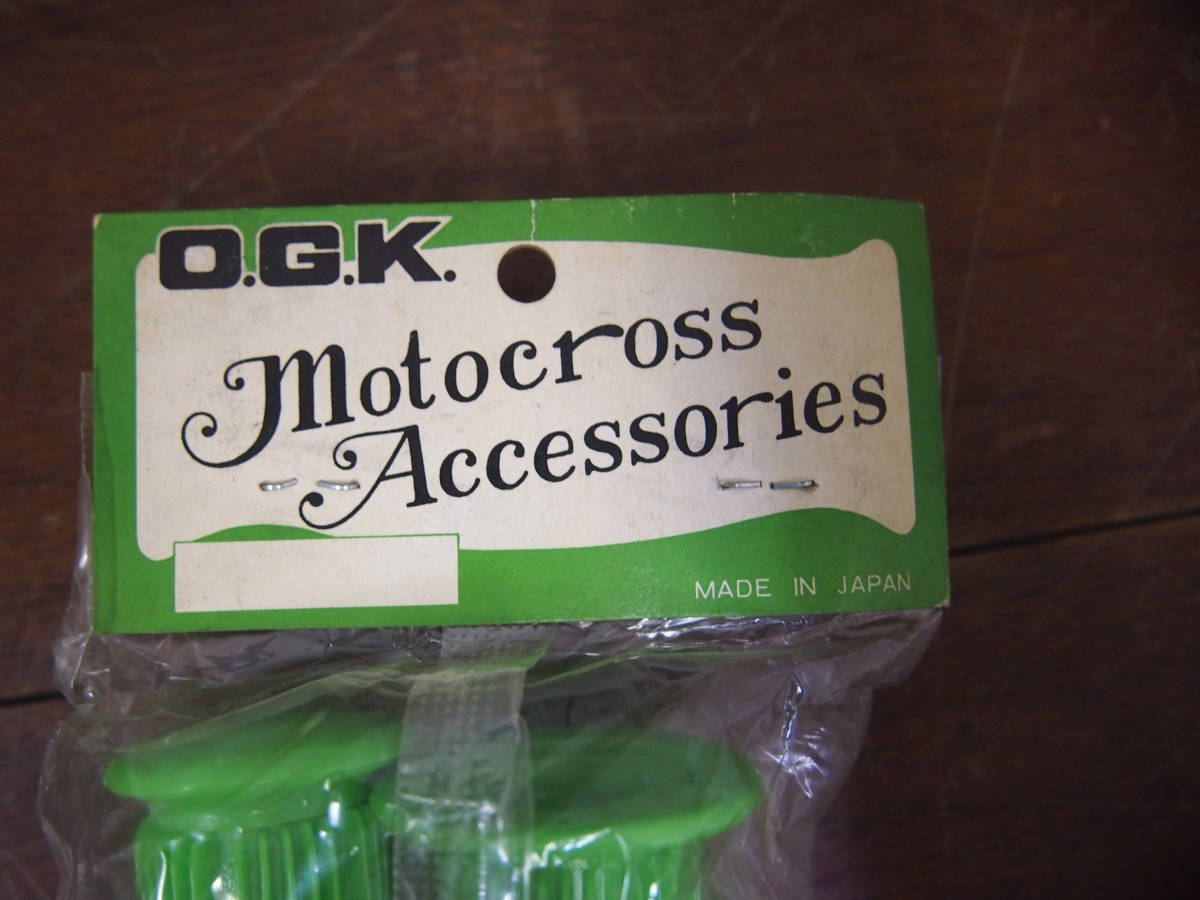 O.G.K.
Motocross
Accessories
MADE IN JAPAN